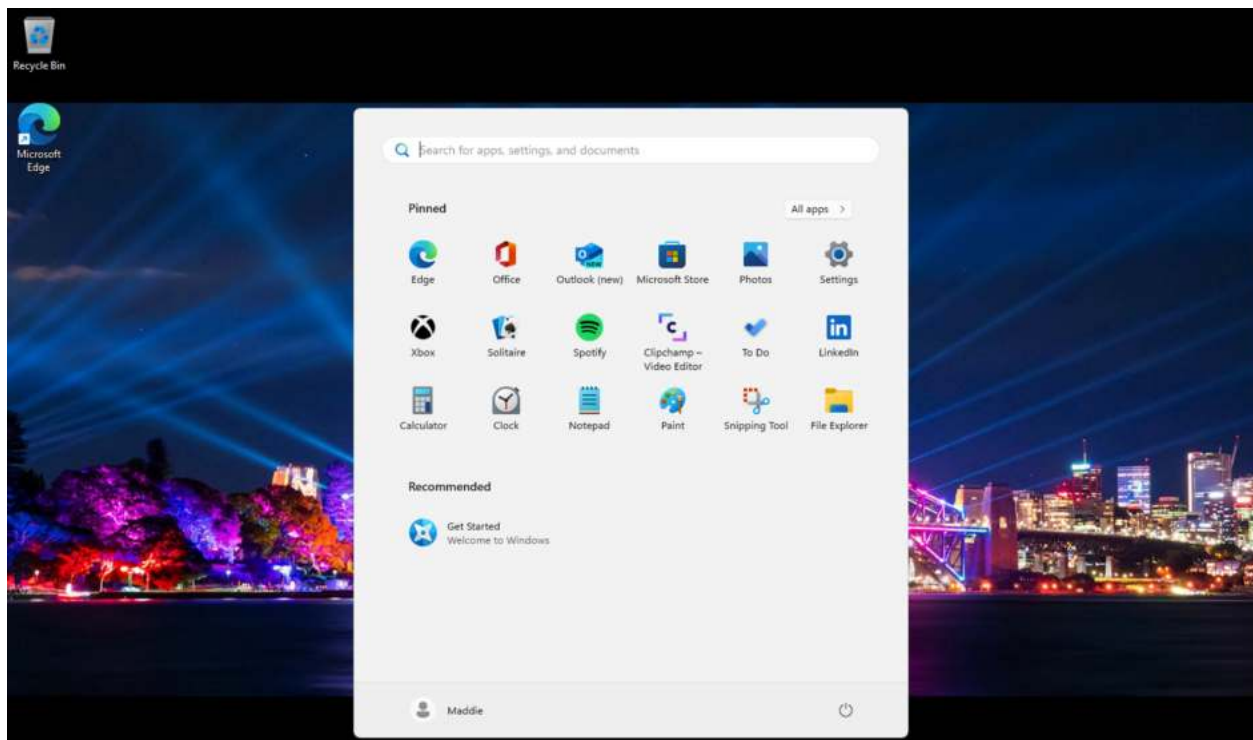 Recycle Bin
Microsoft
Edge
Search for apps, settings, and documents
Pinned
All apps >
Edge
Office
Outlook (new)
Microsoft Store
Photos
Settings
Xbox
Solitaire
Spotify
Clipchamp –
Video Editor
To Do
LinkedIn
Calculator
Clock
Notepad
Paint
Snipping Tool
File Explorer
Recommended
Get Started
Welcome to Windows
Maddie